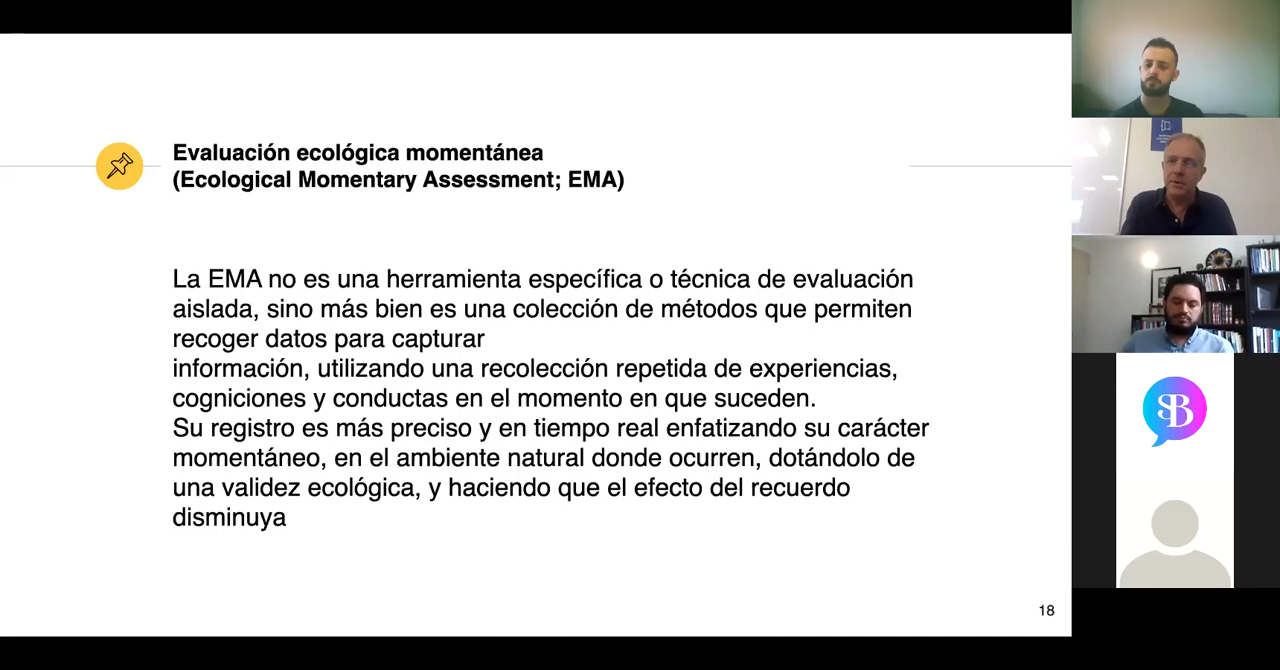 Evaluación ecológica momentánea
(Ecological Momentary Assessment; EMA)
La EMA no es una herramienta específica o técnica de evaluación
aislada, sino más bien es una colección de métodos que permiten
recoger datos para capturar
información, utilizando una recolección repetida de experiencias,
cogniciones y conductas en el momento en que suceden.
Su registro es más preciso y en tiempo real enfatizando su carácter
momentáneo, en el ambiente natural donde ocurren, dotándolo de
una validez ecológica, y haciendo que el efecto del recuerdo
disminuya
18
SB